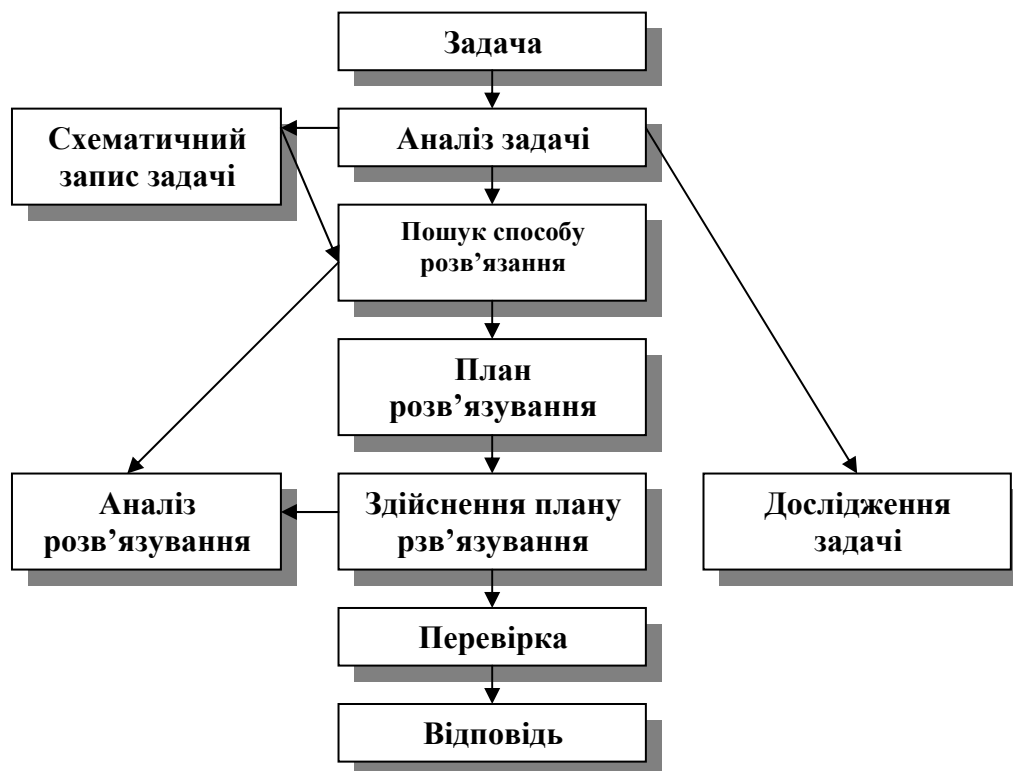 Задача
Схематичний
запис задачі
Аналіз задачі
Пошук способу
розв’язання
План
розв’язування
Аналіз
розв’язування
Здійснення плану
рзв’язування
Дослідження
задачі
Перевірка
Відповідь